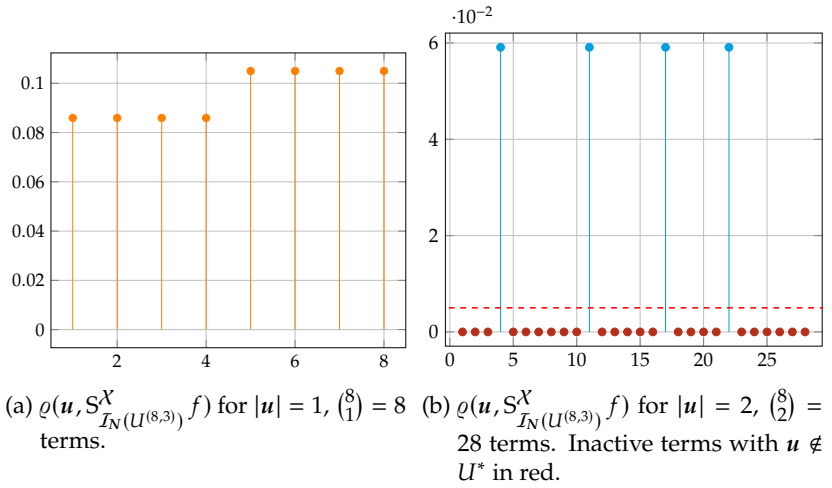 0.1
0.08
0.06
0.04
0.02
0
2 4 6 8
(a) ϱ(u, S^X_{I_N(U^{(8,3)})} f) for |u| = 1, (8 1) = 8
terms.
·10−2
6
4
2
0
0 5 10 15 20 25
(b) ϱ(u, S^X_{I_N(U^{(8,3)})} f) for |u| = 2, (8 2) =
28 terms. Inactive terms with u ∉
U* in red.